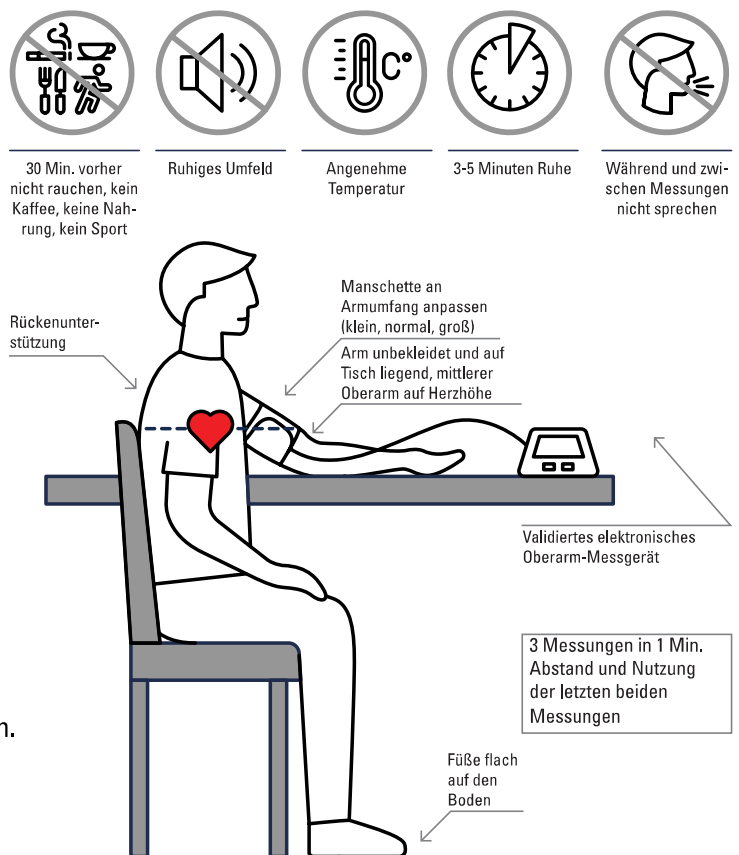 C°
30 Min. vorher
nicht rauchen, kein
Kaffee, keine Nah-
rung, kein Sport
Ruhiges Umfeld
Angenehme
Temperatur
3-5 Minuten Ruhe
Während und zwi-
schen Messungen
nicht sprechen
Manschette an
Armumfang anpassen
(klein, normal, groß)
Rückenunter-
stützung
Arm unbekleidet und auf
Tisch liegend, mittlerer
Oberarm auf Herzhöhe
Validiertes elektronisches
Oberarm-Messgerät
3 Messungen in 1 Min.
Abstand und Nutzung
der letzten beiden
Messungen
Füße flach
auf den
Boden